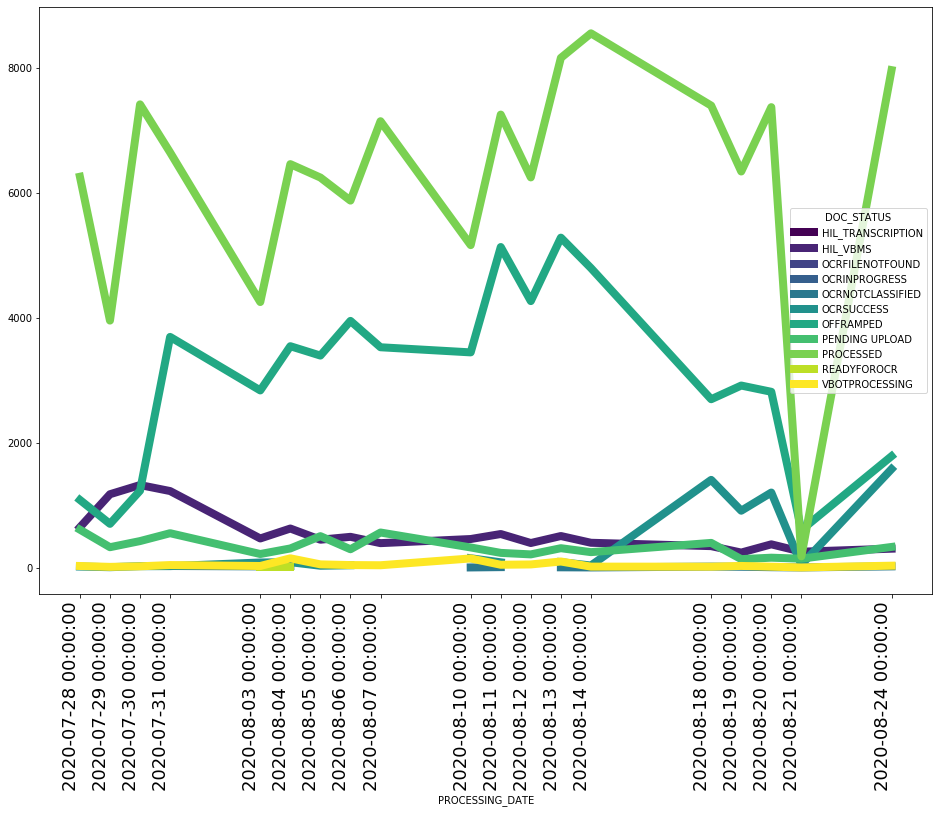 8000
6000
4000
2000
0
DOC_STATUS
HIL_TRANSCRIPTION
HIL_VBMS
OCRFILENOTFOUND
OCRINPROGRESS
OCRNOTCLASSIFIED
OCRSUCCESS
OFFRAMPED
PENDING UPLOAD
PROCESSED
READYFOROCR
VBOTPROCESSING
2020-07-28 00:00:00
2020-07-29 00:00:00
2020-07-30 00:00:00
2020-07-31 00:00:00
2020-08-03 00:00:00
2020-08-04 00:00:00
2020-08-05 00:00:00
2020-08-06 00:00:00
2020-08-07 00:00:00
2020-08-10 00:00:00
2020-08-11 00:00:00
2020-08-12 00:00:00
2020-08-13 00:00:00
2020-08-14 00:00:00
2020-08-18 00:00:00
2020-08-19 00:00:00
2020-08-20 00:00:00
2020-08-21 00:00:00
2020-08-24 00:00:00
PROCESSING_DATE